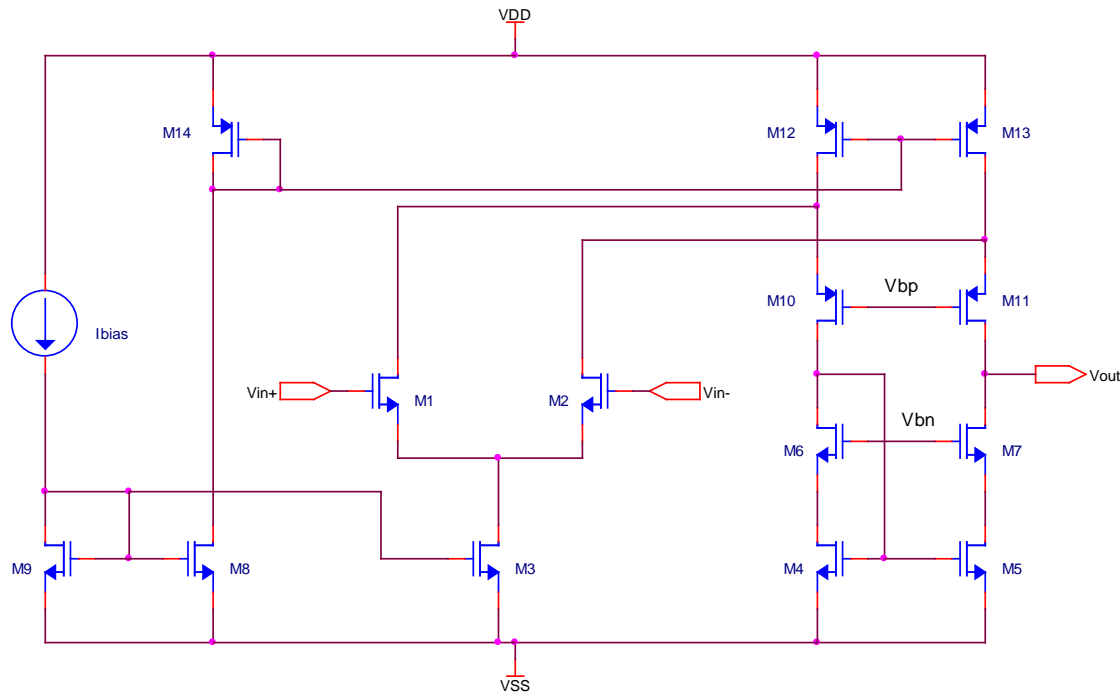 VDD
M14
M12
M13
M10
Vbp
M11
Ibias
Vin+
M1
M2
Vin-
Vout
Vbn
M6
M7
M9
M8
M3
M4
M5
VSS